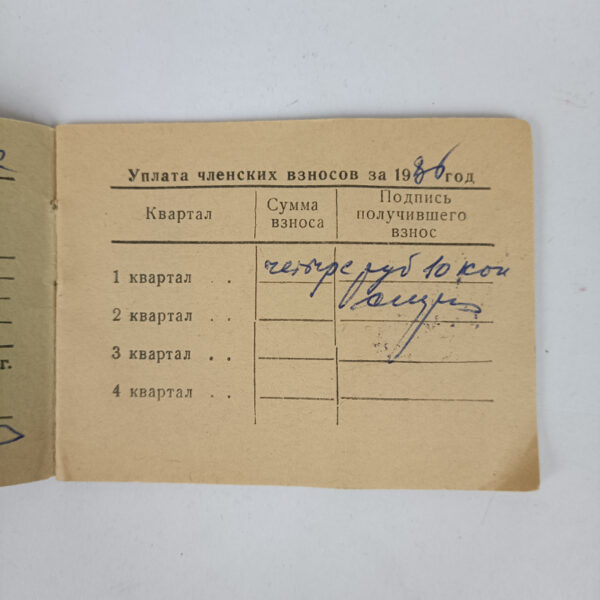 Уплата членских взносов за 1986 год
Квартал
Сумма взноса
Подпись получившего взнос
1 квартал . . четыре руб 10 коп
2 квартал . .
3 квартал . .
4 квартал . .
г.